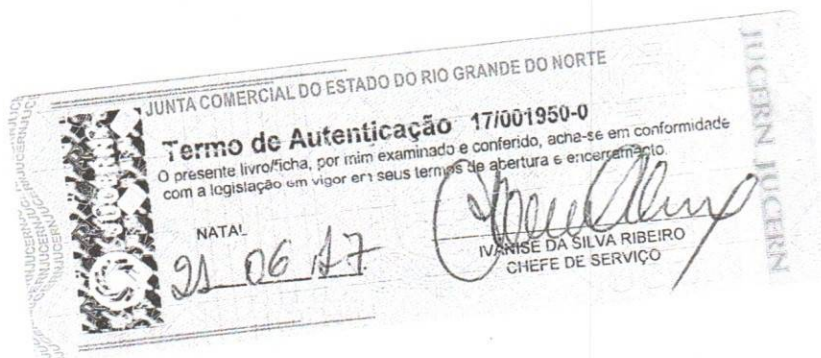 JUNTA COMERCIAL DO ESTADO DO RIO GRANDE DO NORTE
Termo de Autenticação 17/001950-0
O presente livro/ficha, por mim examinado e conferido, acha-se em conformidade
com a legislação em vigor em seus termos de abertura e encerramento.
NATAL
21 06 17
IVANISE DA SILVA RIBEIRO
CHEFE DE SERVIÇO
JUCERN JUCERN